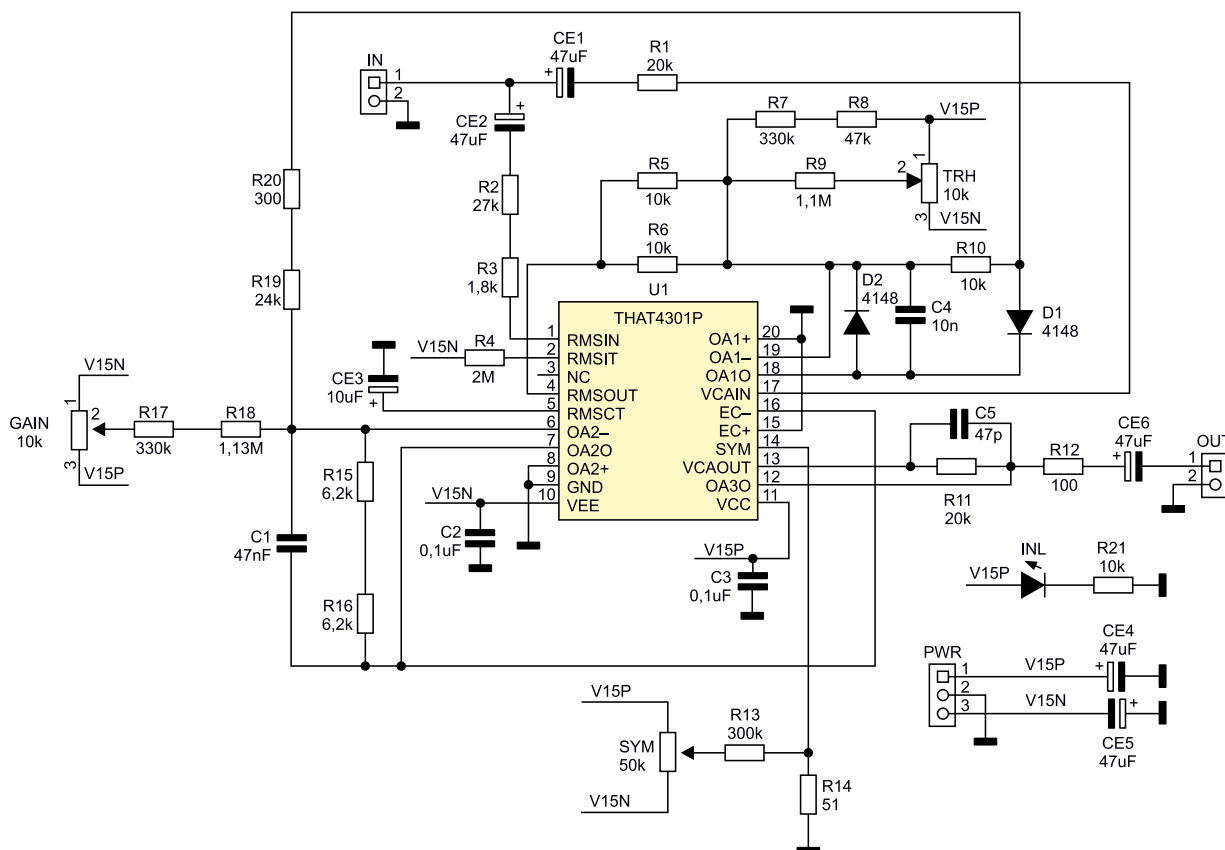 CE1
47uF
R1
20k
IN
1
2
CE2
47uF
R7
330k
R8
47k
V15P
1
2
TRH
10k
3
V15N
R5
10k
R9
1,1M
R20
300
R2
27k
R6
10k
R10
10k
R19
24k
R3
1,8k
U1
THAT4301P
D2
4148
C4
10n
D1
4148
V15N
R4
2M
CE3
10uF
1 RMSIN
2 RMSIT
3 NC
4 RMSOUT
5 RMSCT
6 OA2–
7 OA2O
8 OA2+
9 GND
10 VEE
OA1+ 20
OA1– 19
OA1O 18
VCAIN 17
EC– 16
EC+ 15
SYM 14
VCAOUT 13
OA3O 12
VCC 11
V15N
1
GAIN
10k
2
3
V15P
R17
330k
R18
1,13M
C5
47p
R11
20k
R12
100
CE6
47uF
OUT
1
2
R15
6,2k
V15N
C2
0,1uF
C1
47nF
V15P
C3
0,1uF
V15P
INL
R21
10k
R16
6,2k
PWR
1
2
3
V15P
CE4
47uF
V15N
CE5
47uF
V15P
SYM
50k
R13
300k
V15N
R14
51